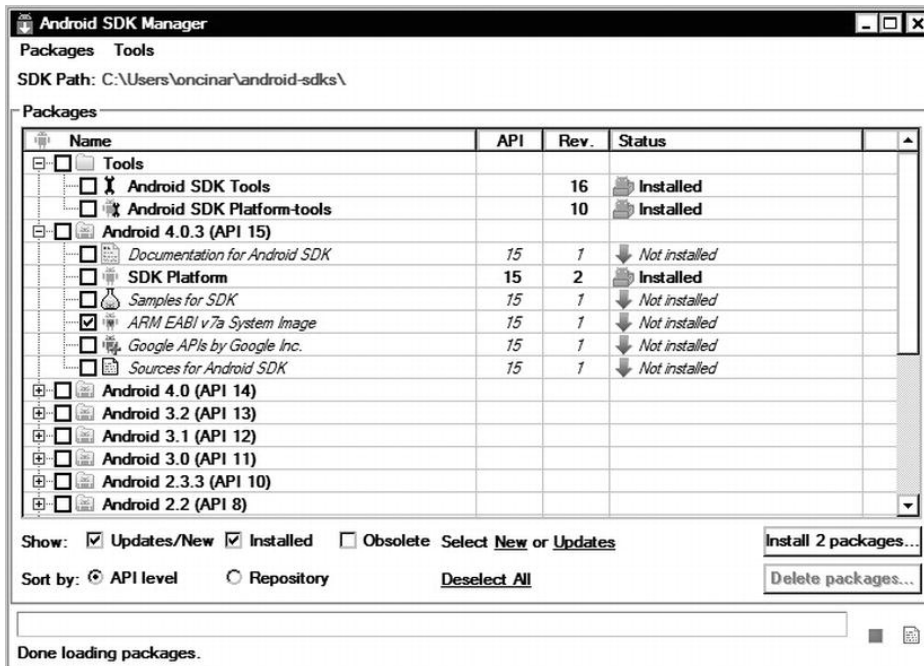 Android SDK Manager
Packages Tools
SDK Path: C:\Users\oncinar\android-sdks\
Packages
Name API Rev. Status
Tools
Android SDK Tools 16 Installed
Android SDK Platform-tools 10 Installed
Android 4.0.3 (API 15)
Documentation for Android SDK 15 1 Not installed
SDK Platform 15 2 Installed
Samples for SDK 15 1 Not installed
ARM EABI v7a System Image 15 1 Not installed
Google APIs by Google Inc. 15 1 Not installed
Sources for Android SDK 15 1 Not installed
Android 4.0 (API 14)
Android 3.2 (API 13)
Android 3.1 (API 12)
Android 3.0 (API 11)
Android 2.3.3 (API 10)
Android 2.2 (API 8)
Show: Updates/New Installed Obsolete Select New or Updates Install 2 packages...
Sort by: API level Repository Deselect All Delete packages...
Done loading packages.